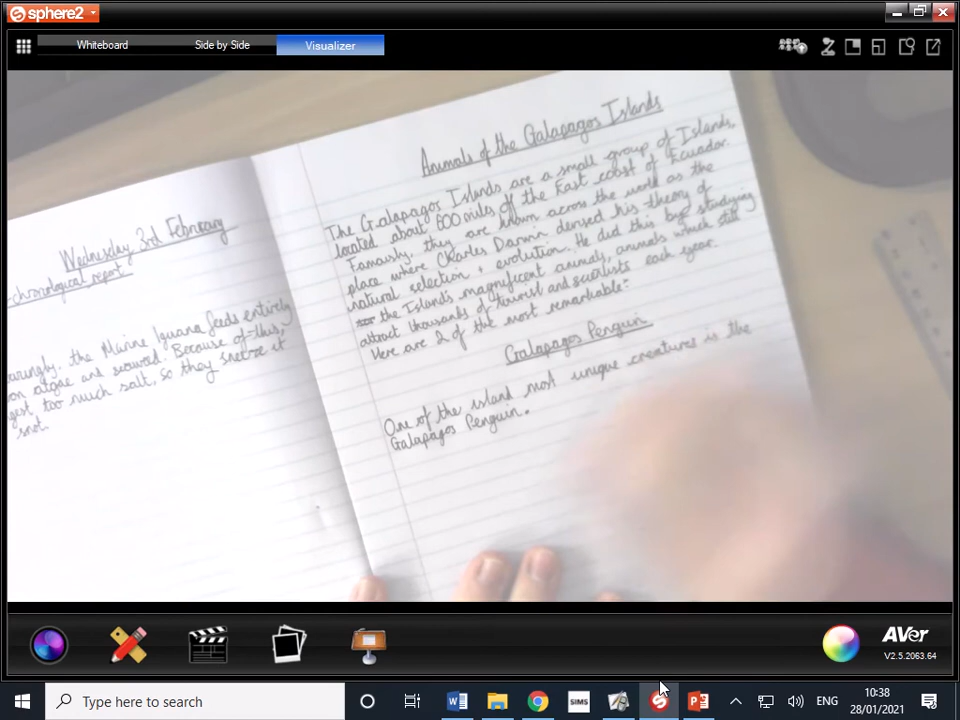 sphere2
Whiteboard
Side by Side
Visualizer
Wednesday 3rd February
-chronological report
the Marine Iguana feeds entirely
on algae and seaweed. Because of this,
too much salt, so they sneeze it
snot.
Animals of the Galapagos Islands
The Galapagos Islands are a small group of Islands,
located about 600 miles off the East coast of Ecuador.
Famously, they are known across the world as the
place where Charles Darwin devised his theory of
natural selection + evolution. He did this by studying
the Islands magnificent animals, animals which still
attract thousands of tourist and scientists each year.
Here are 2 of the most remarkable:-
Galapagos Penguin
One of the island most unique creatures is the
Galapagos Penguin.
AVer
V2.5.2063.64
Type here to search
SIMS
ENG
10:38
28/01/2021